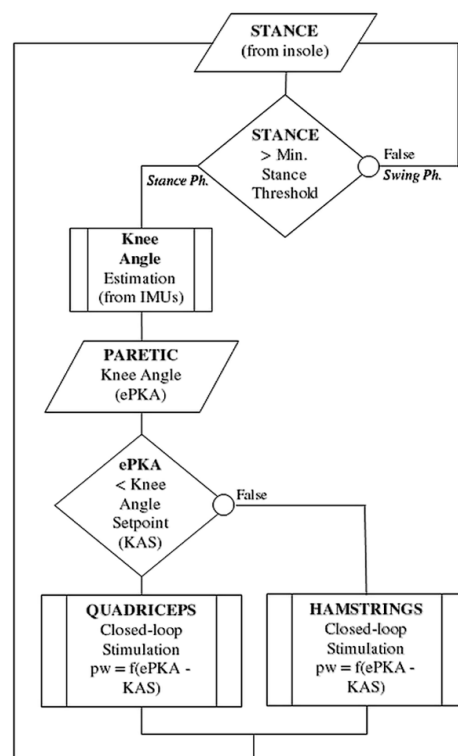 STANCE
(from insole)
STANCE
> Min.
Stance
Threshold
False
Swing Ph.
Stance Ph.
Knee
Angle
Estimation
(from IMUs)
PARETIC
Knee Angle
(ePKA)
ePKA
< Knee
Angle
Setpoint
(KAS)
False
QUADRICEPS
Closed-loop
Stimulation
pw = f(ePKA -
KAS)
HAMSTRINGS
Closed-loop
Stimulation
pw = f(ePKA -
KAS)